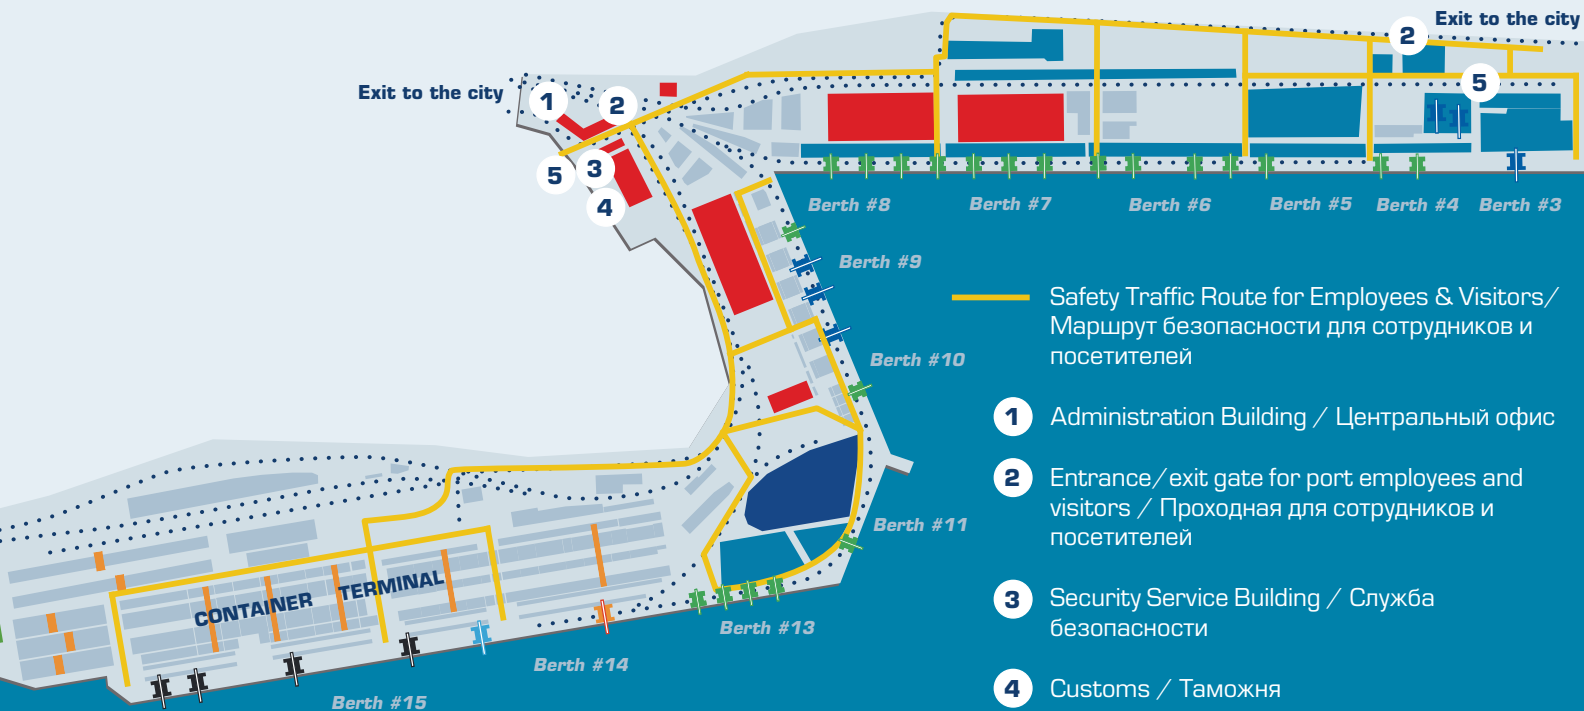 Exit to the city
2
5
Exit to the city
1
2
5
3
4
Berth #8
Berth #7
Berth #6
Berth #5
Berth #4
Berth #3
Berth #9
Berth #10
Berth #11
Berth #13
Berth #14
Berth #15
CONTAINER TERMINAL
Safety Traffic Route for Employees & Visitors/
Маршрут безопасности для сотрудников и
посетителей
1 Administration Building / Центральный офис
2 Entrance/exit gate for port employees and
visitors / Проходная для сотрудников и
посетителей
3 Security Service Building / Служба
безопасности
4 Customs / Таможня